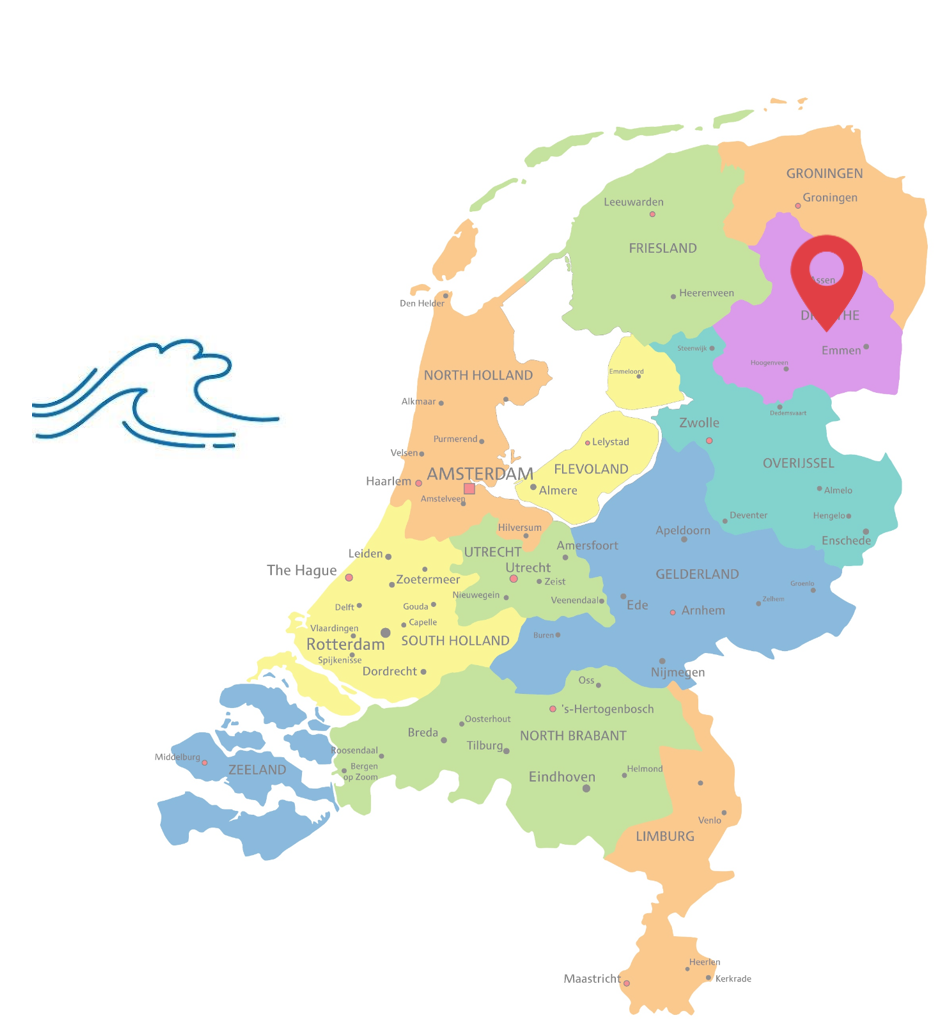 GRONINGEN
Groningen
Leeuwarden
FRIESLAND
Heerenveen
Den Helder
Emmen
Steenwijk
Hoogeveen
Emmeloord
NORTH HOLLAND
Alkmaar
Dedemsvaart
Zwolle
Purmerend
Lelystad
Velsen
OVERIJSSEL
FLEVOLAND
AMSTERDAM
Haarlem
Almere
Almelo
Amstelveen
Deventer
Hengelo
Hilversum
Apeldoorn
Enschede
Amersfoort
UTRECHT
Leiden
The Hague
Utrecht
GELDERLAND
Zoetermeer
Zeist
Nieuwegein
Veenendaal
Ede
Arnhem
Delft
Gouda
Capelle
Vlaardingen
Rotterdam
SOUTH HOLLAND
Buren
Spijkenisse
Dordrecht
Nijmegen
Oss
's-Hertogenbosch
Oosterhout
Breda
NORTH BRABANT
Tilburg
Roosendaal
Middelburg
ZEELAND
Bergen
op Zoom
Eindhoven
Helmond
Venlo
LIMBURG
Heerlen
Maastricht
Kerkrade